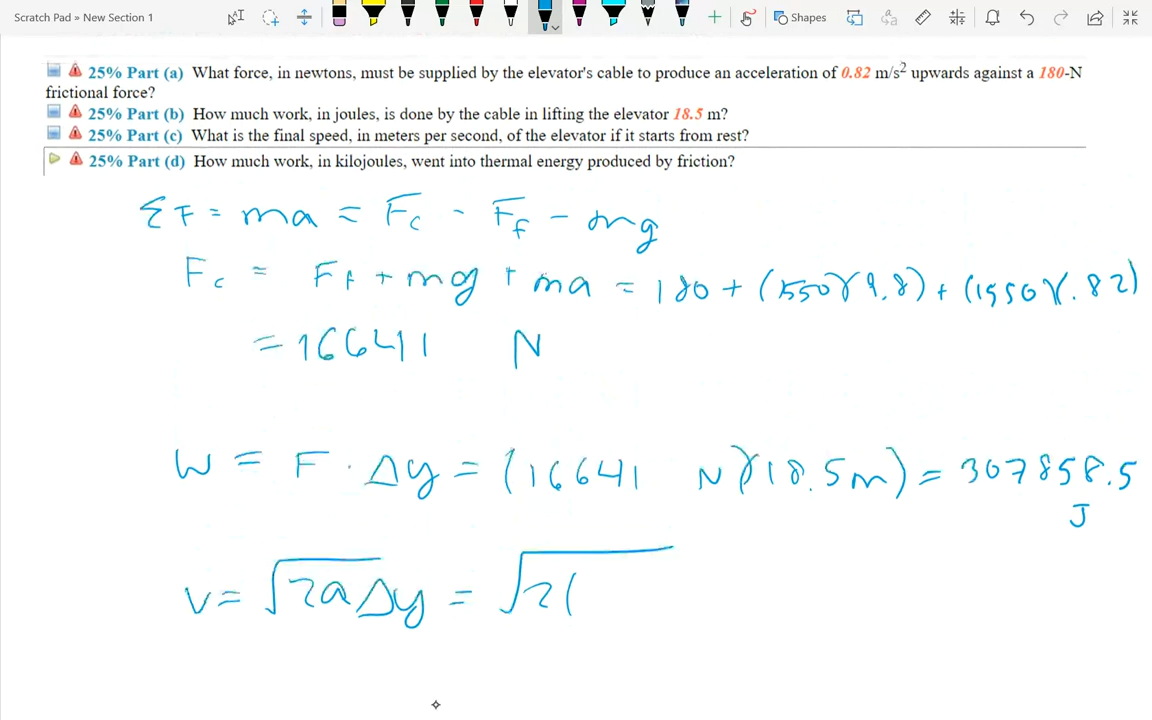 Scratch Pad » New Section 1
Shapes
25% Part (a) What force, in newtons, must be supplied by the elevator's cable to produce an acceleration of 0.82 m/s² upwards against a 180-N
frictional force?
25% Part (b) How much work, in joules, is done by the cable in lifting the elevator 18.5 m?
25% Part (c) What is the final speed, in meters per second, of the elevator if it starts from rest?
25% Part (d) How much work, in kilojoules, went into thermal energy produced by friction?
ΣF = ma = Fc - Ff - mg
Fc = Ff + mg + ma = 180 + (1550)(9.8) + (1550)(.82)
= 16641 N
W = F · Δy = (16641 N)(18.5m) = 307858.5
J
v = √2aΔy = √2(